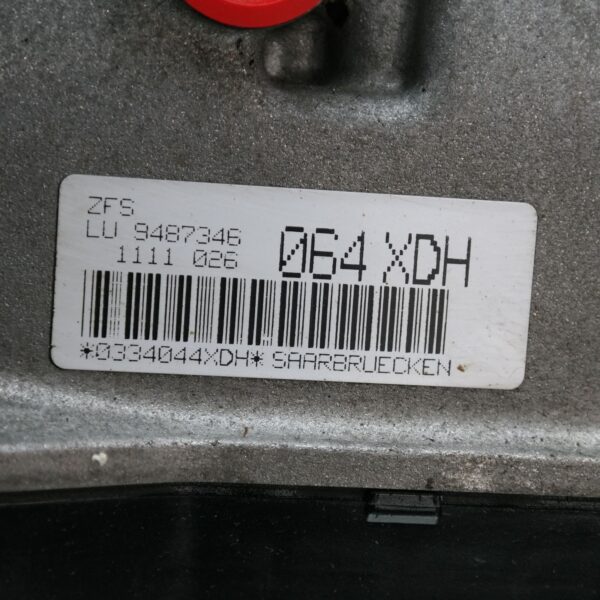 ZFS
LU 9487346
1111 026
064 XDH
*0334044XDH* SAARBRUECKEN